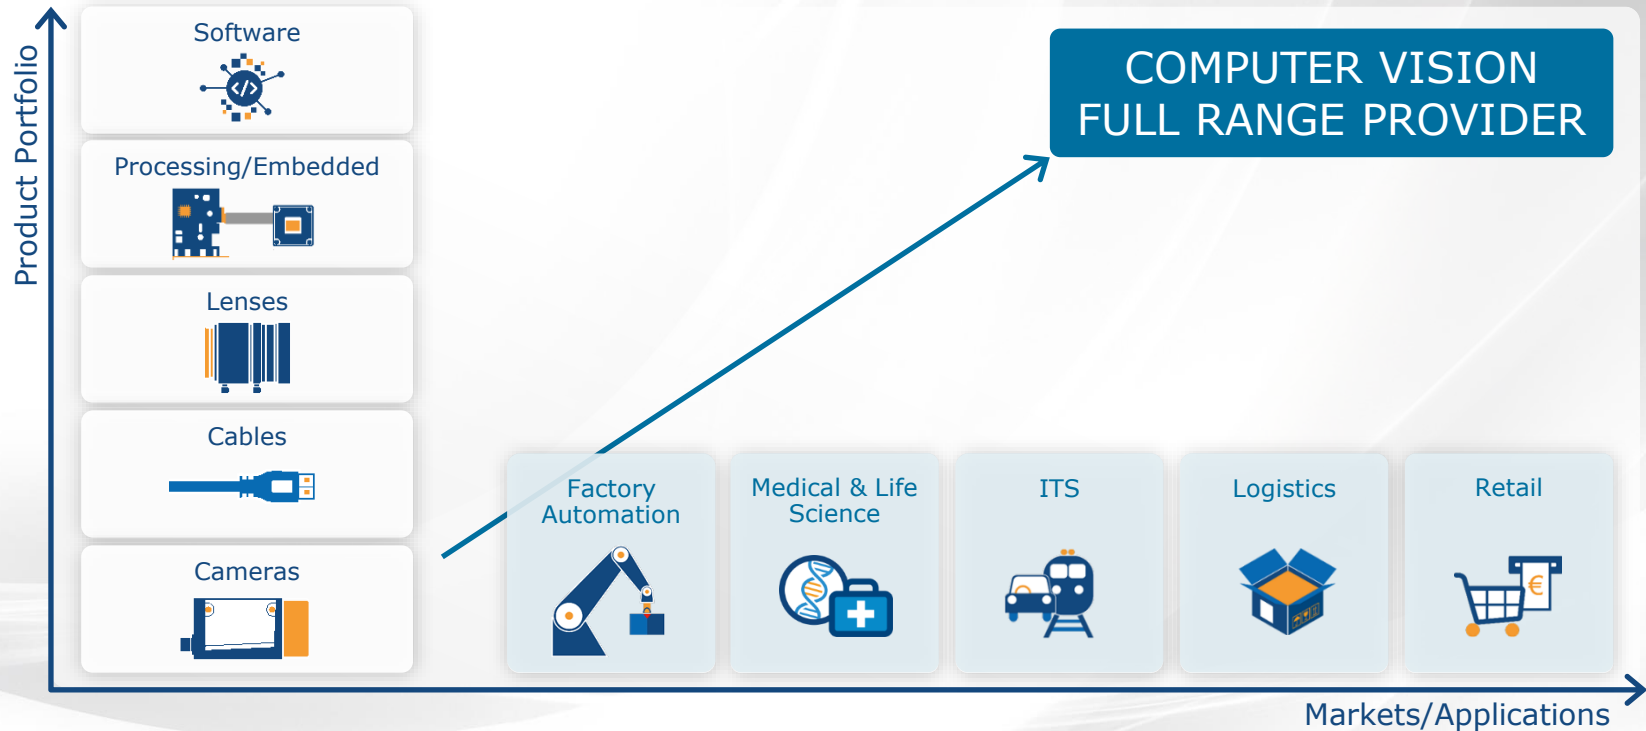 Product Portfolio
Software
</>
Processing/Embedded
Lenses
Cables
Cameras
COMPUTER VISION
FULL RANGE PROVIDER
Factory
Automation
Medical & Life
Science
ITS
Logistics
Retail
€
Markets/Applications